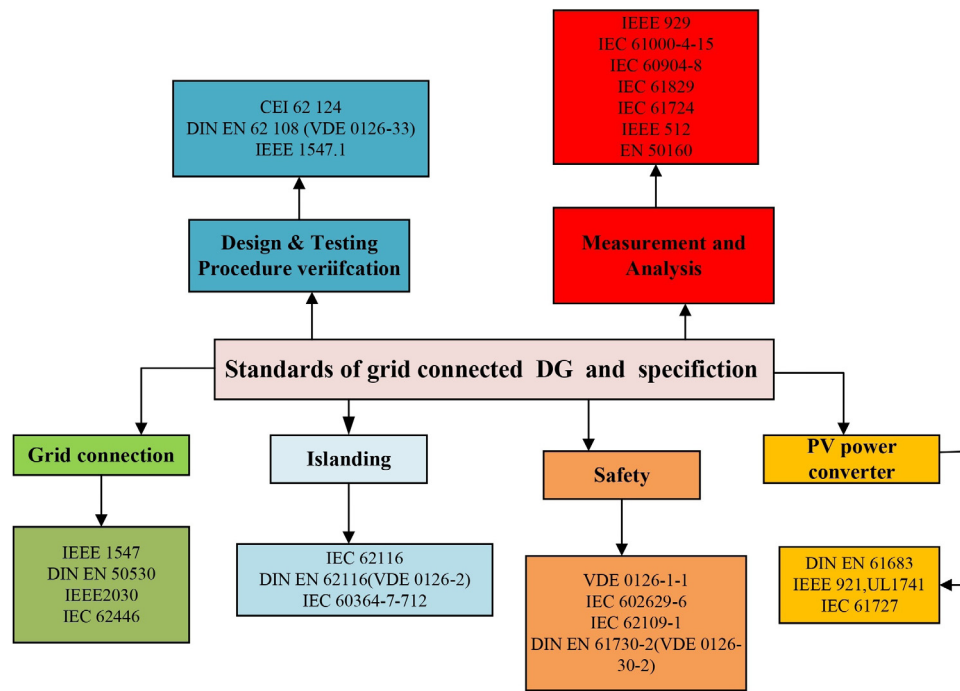 IEEE 929
IEC 61000-4-15
IEC 60904-8
IEC 61829
IEC 61724
IEEE 512
EN 50160
CEI 62 124
DIN EN 62 108 (VDE 0126-33)
IEEE 1547.1
Design & Testing
Procedure veriifcation
Measurement and
Analysis
Standards of grid connected DG and specifiction
Grid connection
Islanding
Safety
PV power
converter
IEEE 1547
DIN EN 50530
IEEE2030
IEC 62446
IEC 62116
DIN EN 62116(VDE 0126-2)
IEC 60364-7-712
VDE 0126-1-1
IEC 602629-6
IEC 62109-1
DIN EN 61730-2(VDE 0126-
30-2)
DIN EN 61683
IEEE 921,UL1741
IEC 61727